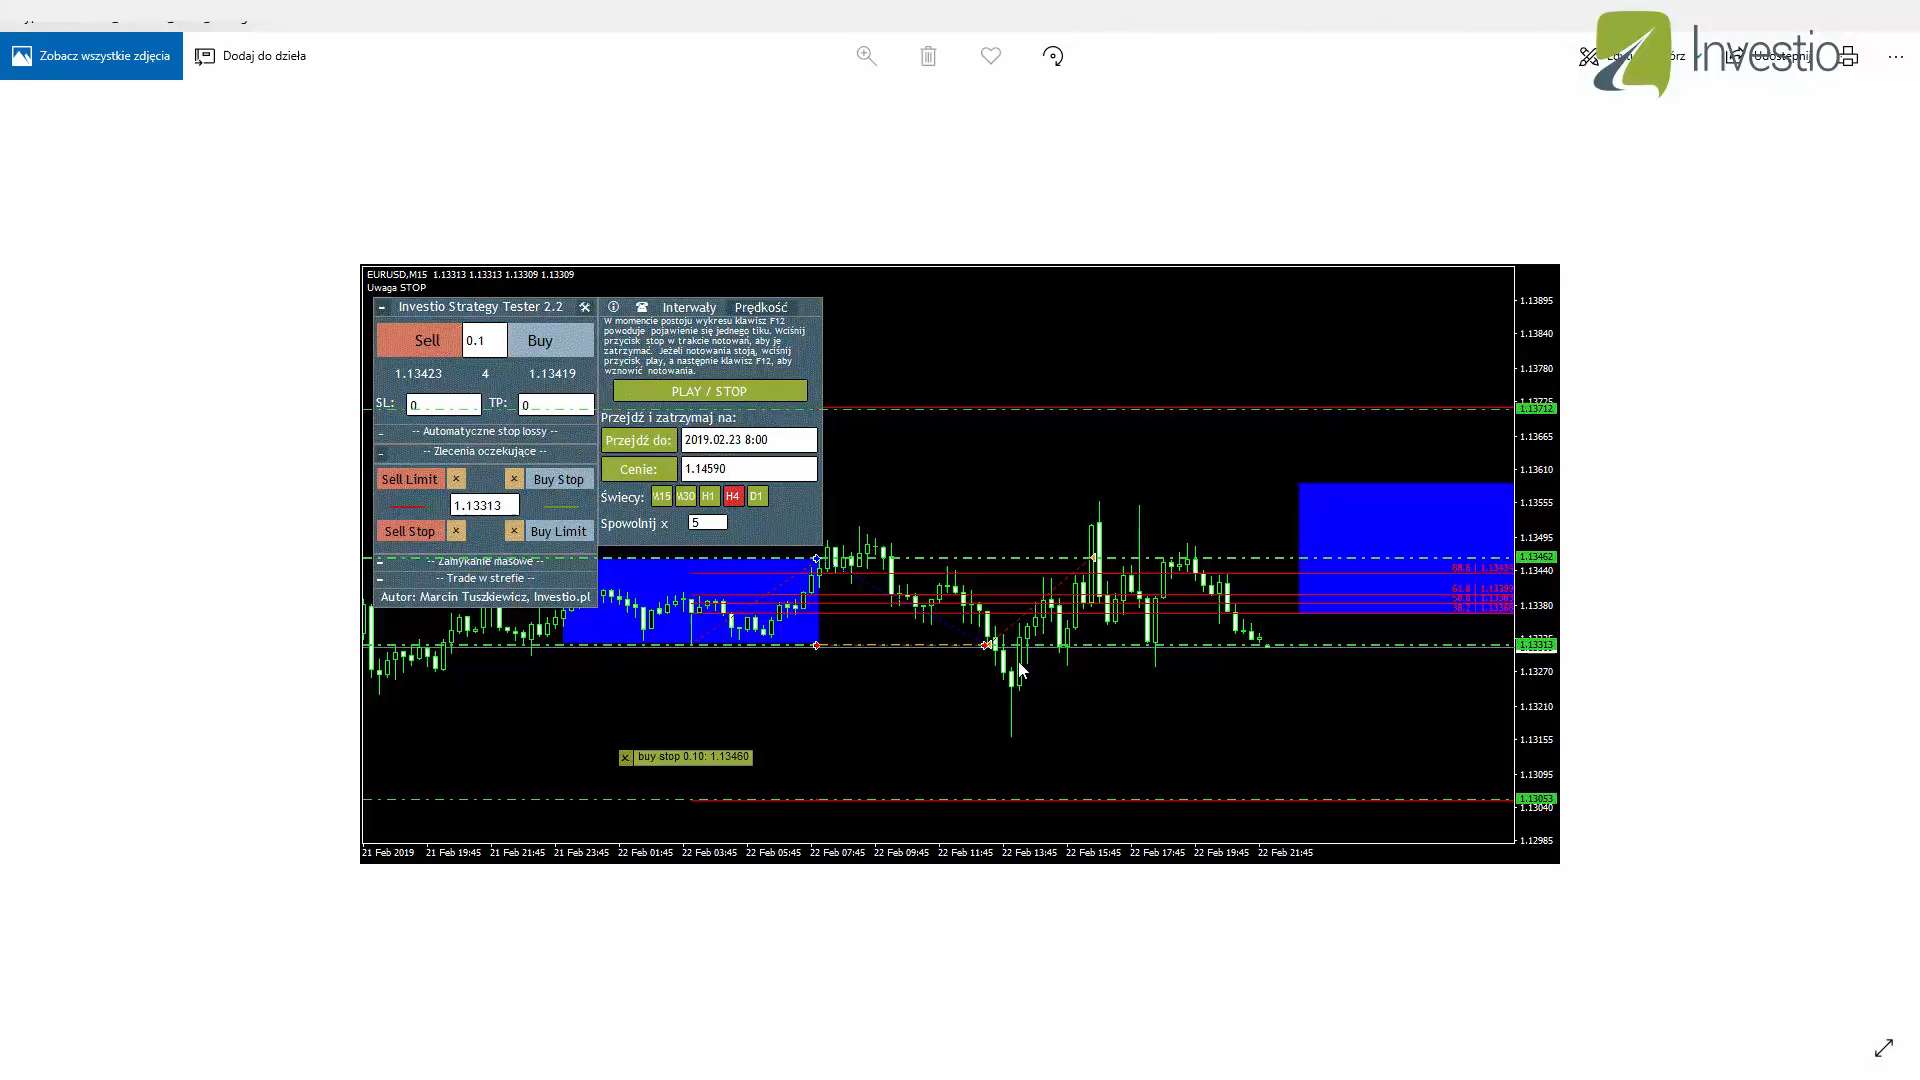 Zobacz wszystkie zdjęcia
Dodaj do dzieła
Investio
EURUSD,M15 1.13313 1.13313 1.13309 1.13309
Uwaga STOP
Investio Strategy Tester 2.2
Sell 0.1 Buy
1.13423 4 1.13419
SL: 0 TP: 0
-- Automatyczne stop lossy --
-- Zlecenia oczekujące --
Sell Limit × × Buy Stop
1.13313
Sell Stop × × Buy Limit
-- Zamykanie masowe --
-- Trade w strefie --
Autor: Marcin Tuszkiewicz, Investio.pl
Interwały Prędkość
W momencie postoju wykresu klawisz F12
powoduje pojawienie się jednego tiku. Wciśnij
przycisk stop w trakcie notowań, aby je
zatrzymać. Jeżeli notowania stoją, wciśnij
przycisk play, a następnie klawisz F12, aby
wznowić notowania.
PLAY / STOP
Przejdź i zatrzymaj na:
Przejdź do: 2019.02.23 8:00
Cenie: 1.14590
Świecy: M15 M30 H1 H4 D1
Spowolnij x 5
buy stop 0.10: 1.13460
1.13895
1.13840
1.13780
1.13725
1.13712
1.13665
1.13610
1.13555
1.13495
1.13462
1.13440
1.13380
1.13313
1.13270
1.13210
1.13155
1.13095
1.13053
1.13040
1.12985
21 Feb 2019 21 Feb 19:45 21 Feb 21:45 21 Feb 23:45 22 Feb 01:45 22 Feb 03:45 22 Feb 05:45 22 Feb 07:45 22 Feb 09:45 22 Feb 11:45 22 Feb 13:45 22 Feb 15:45 22 Feb 17:45 22 Feb 19:45 22 Feb 21:45